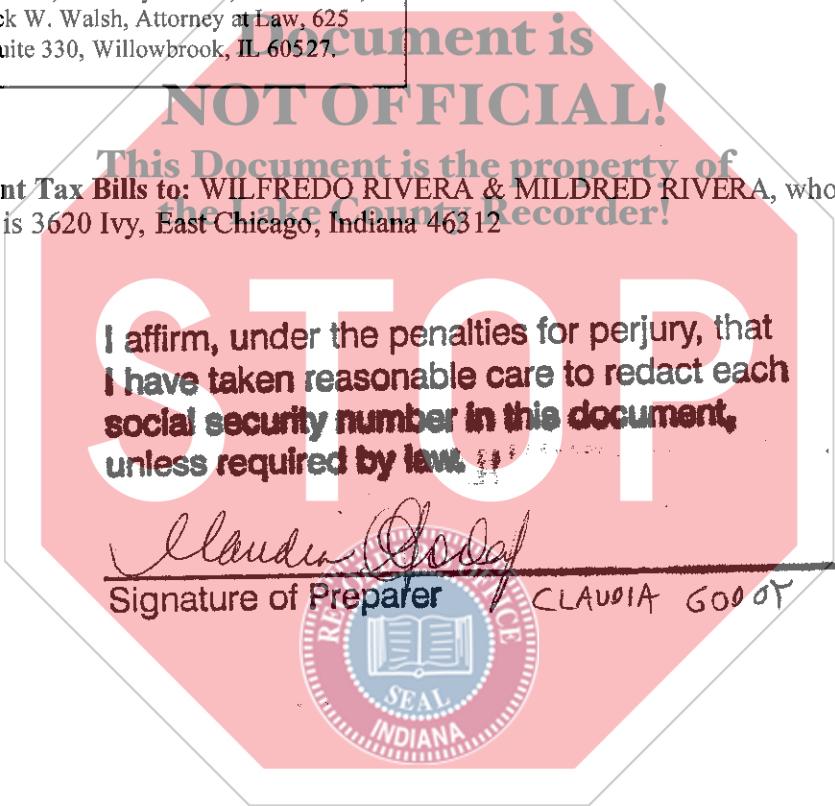 ck W. Walsh, Attorney at Law, 625
uite 330, Willowbrook, IL 60527.
Document is
NOT OFFICIAL!
This Document is the property of
the Lake County Recorder!
nt Tax Bills to: WILFREDO RIVERA & MILDRED RIVERA, who
is 3620 Ivy, East Chicago, Indiana 46312
STOP
I affirm, under the penalties for perjury, that
I have taken reasonable care to redact each
social security number in this document,
unless required by law.
Claudia Godoy
Signature of Preparer CLAUDIA GODOY
SEAL
INDIANA